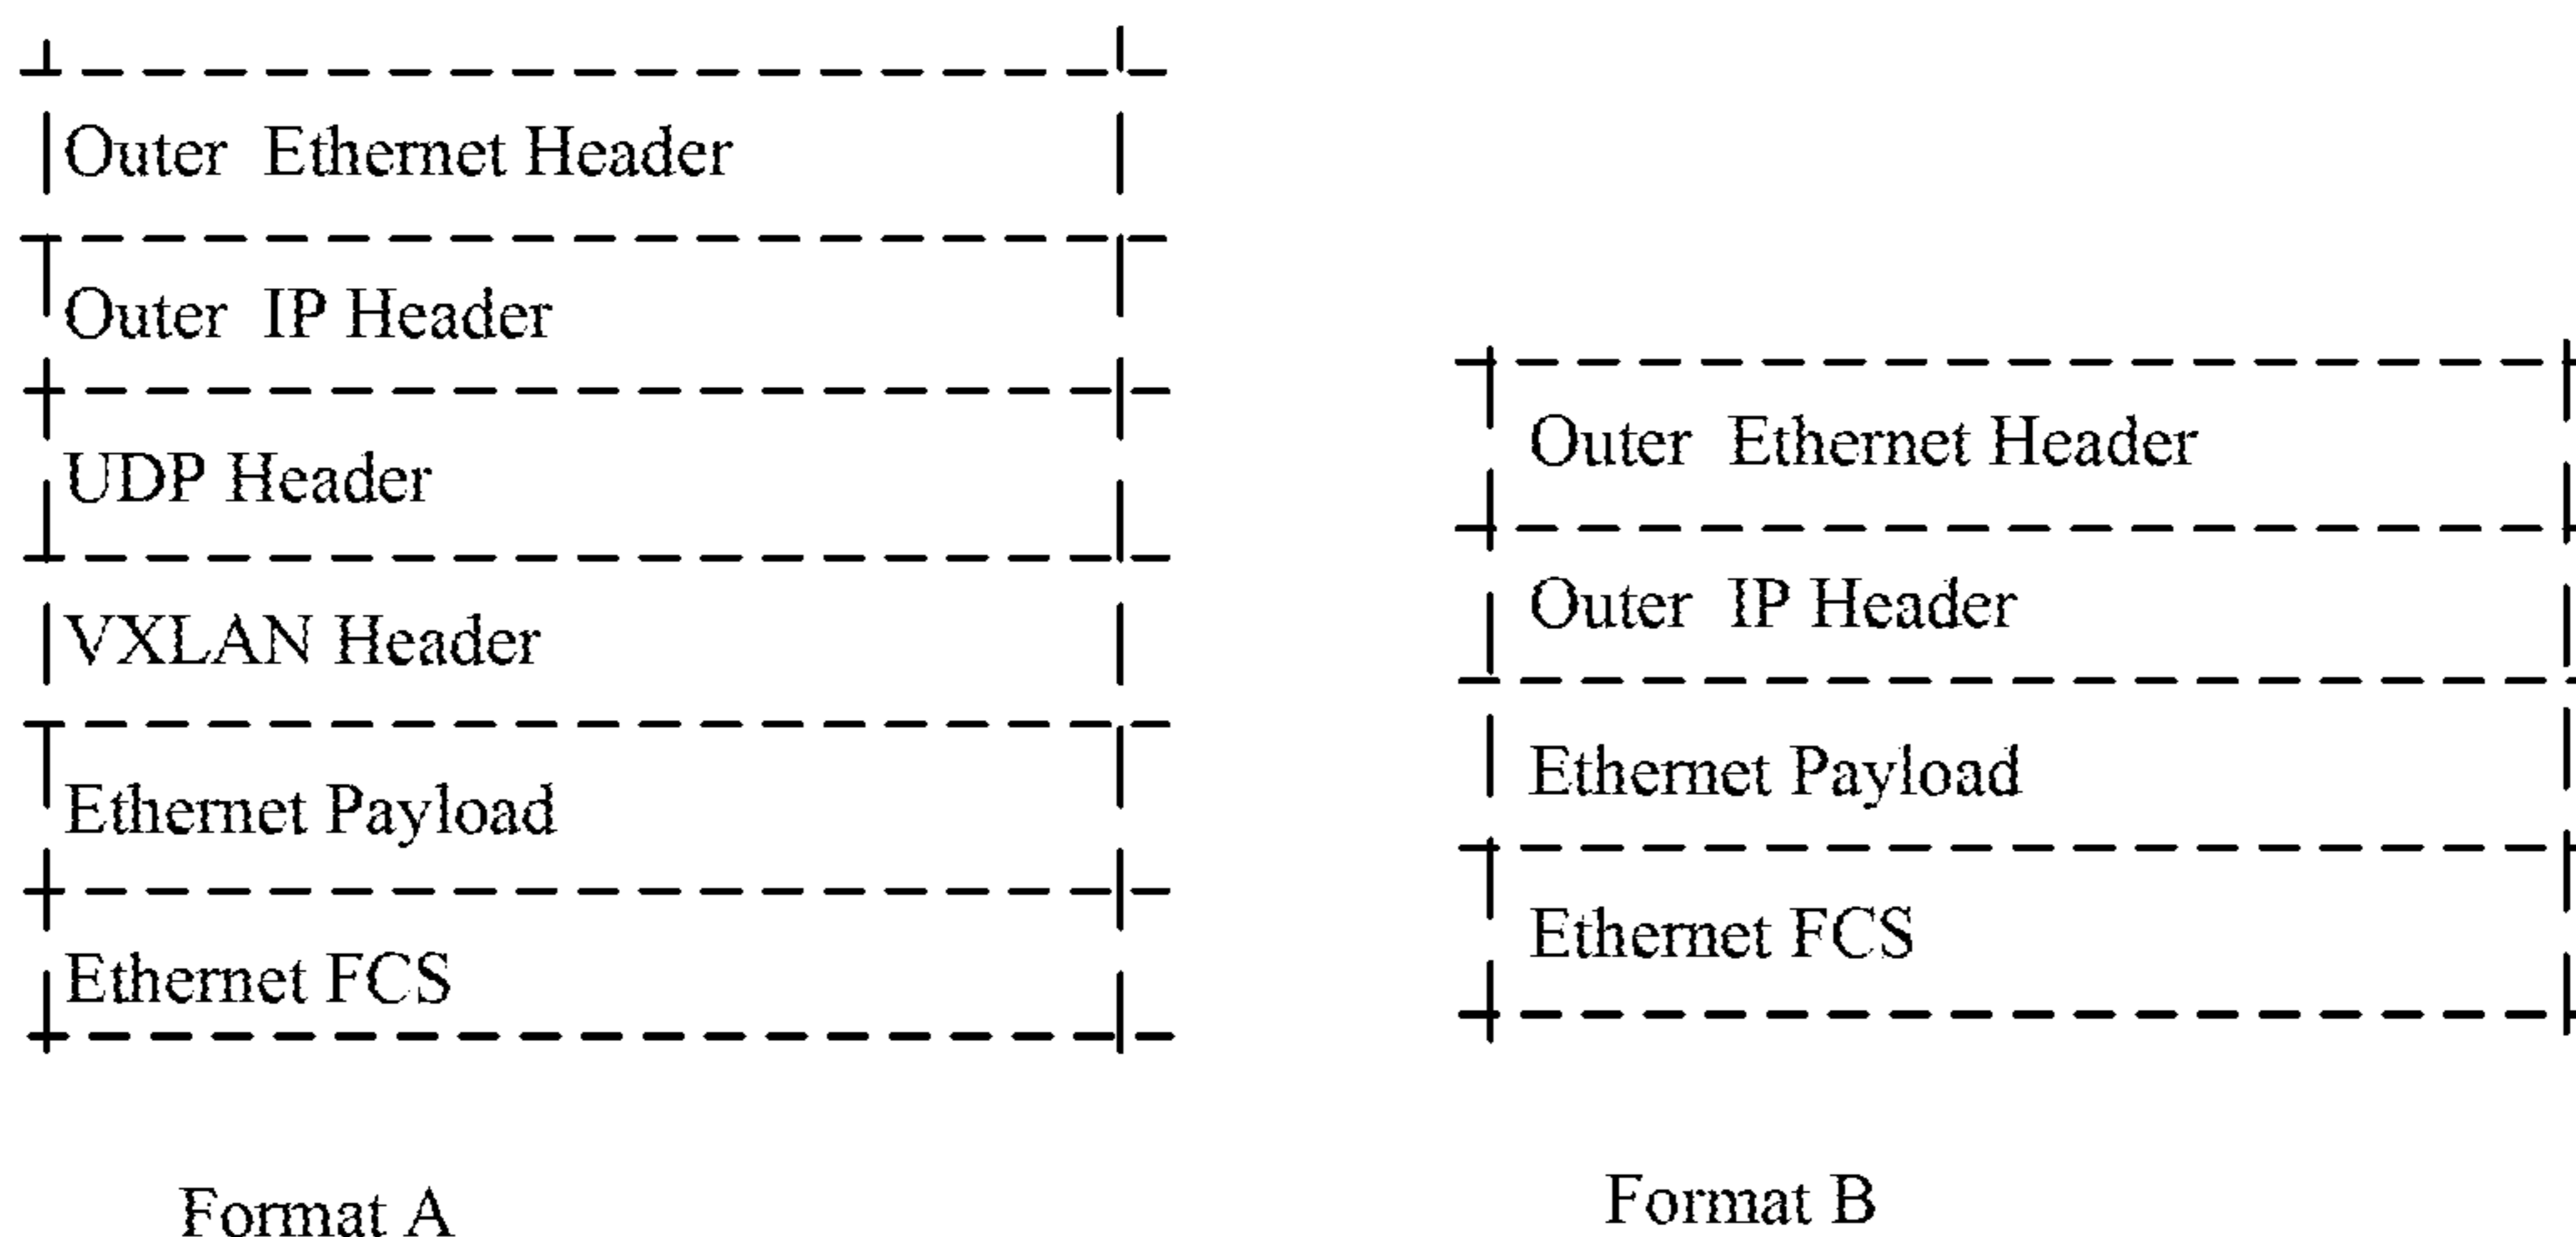 Outer Ethernet Header
Outer IP Header
UDP Header
VXLAN Header
Ethernet Payload
Ethernet FCS
Format A
Outer Ethernet Header
Outer IP Header
Ethernet Payload
Ethernet FCS
Format B